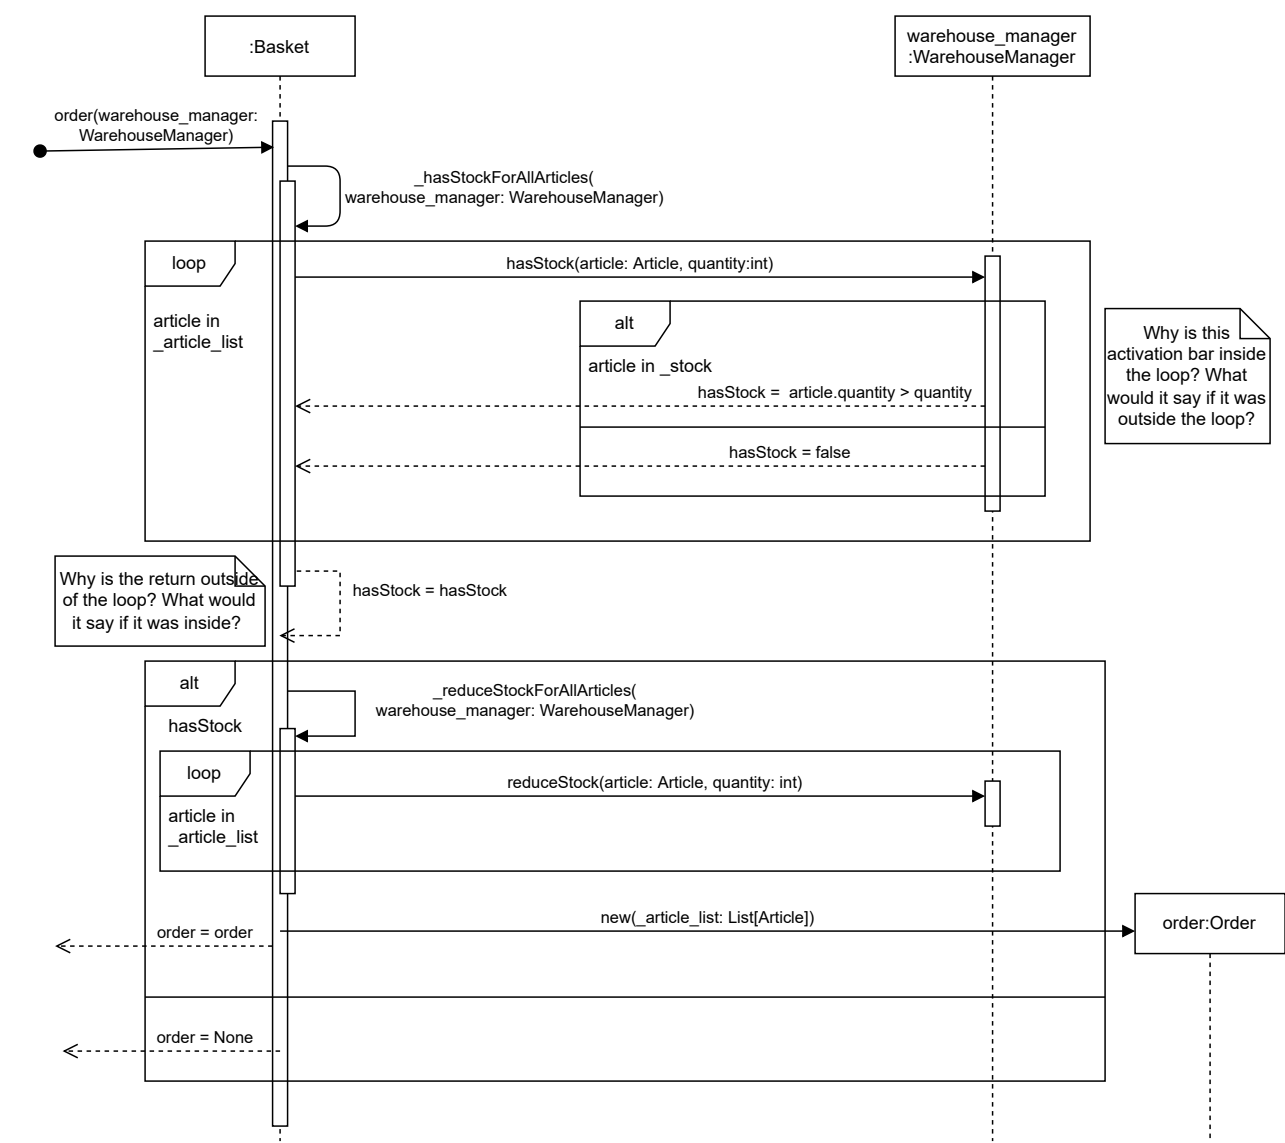 :Basket
warehouse_manager
:WarehouseManager
order(warehouse_manager:
WarehouseManager)
_hasStockForAllArticles(
warehouse_manager: WarehouseManager)
loop
hasStock(article: Article, quantity:int)
article in
_article_list
alt
article in _stock
hasStock =  article.quantity > quantity
hasStock = false
Why is this
activation bar inside
the loop? What
would it say if it was
outside the loop?
Why is the return outside
of the loop? What would
it say if it was inside?
hasStock = hasStock
alt
hasStock
_reduceStockForAllArticles(
warehouse_manager: WarehouseManager)
loop
article in
_article_list
reduceStock(article: Article, quantity: int)
new(_article_list: List[Article])
order:Order
order = order
order = None